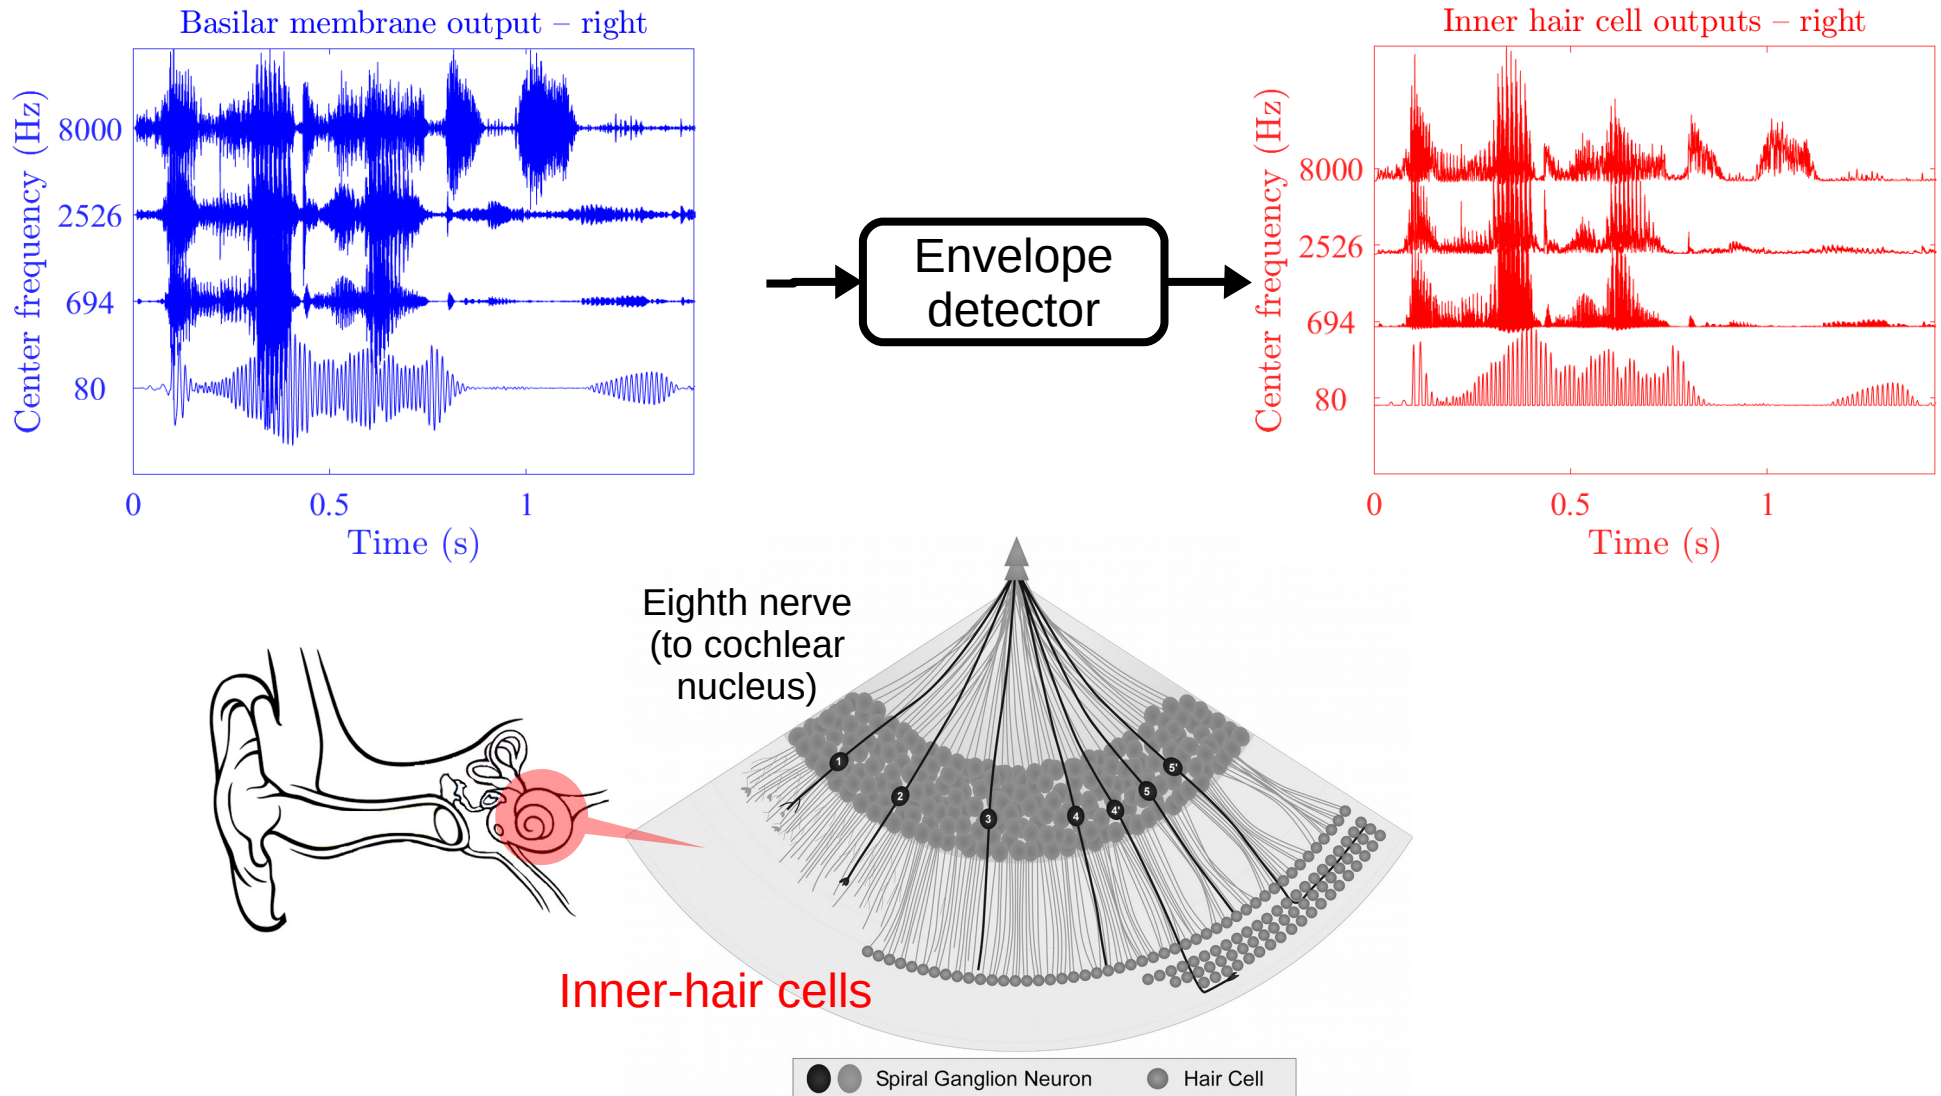 Basilar membrane output – right
Center frequency (Hz)
8000
2526
694
80
0
0.5
1
Time (s)
Envelope
detector
Inner hair cell outputs – right
Center frequency (Hz)
8000
2526
694
80
0
0.5
1
Time (s)
Eighth nerve
(to cochlear
nucleus)
1
2
3
4
4'
5
5'
Inner-hair cells
Spiral Ganglion Neuron
Hair Cell